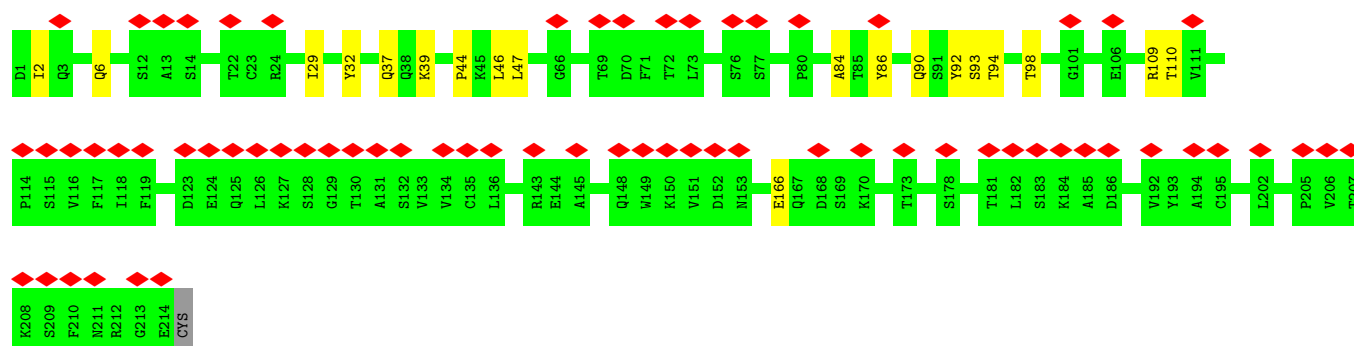 D1 I2 Q3 Q6 S12 A13 S14 T22 C23 R24 I29 Y32 Q37 Q38 K39 P44 K45 L46 L47 G66 T69 D70 F71 T72 L73 S76 S77 P80 A84 T85 Y86 Q90 S91 Y92 S93 T94 T98 G101 E106 R109 T110 V111
P114 S115 V116 F117 I118 F119 D123 E124 Q125 L126 K127 S128 G129 T130 A131 S132 V133 V134 C135 L136 R143 E144 A145 Q148 W149 K150 V151 D152 N153 E166 Q167 D168 S169 K170 T173 S178 T181 L182 S183 K184 A185 D186 V192 Y193 A194 C195 L202 P205 V206 T207
K208 S209 F210 N211 R212 G213 E214 CYS